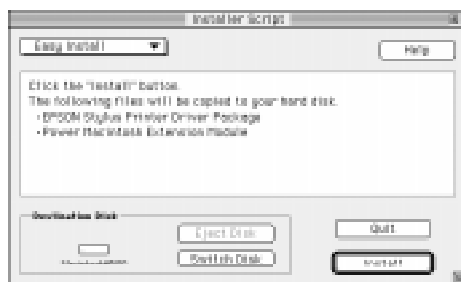 Installer Script
Easy Install
Help
Click the "Install" button.
The following files will be copied to your hard disk.
- EPSON Stylus Printer Driver Package
- Power Macintosh Extension Module
Destination Disk
Eject Disk
Switch Disk
Quit
Install